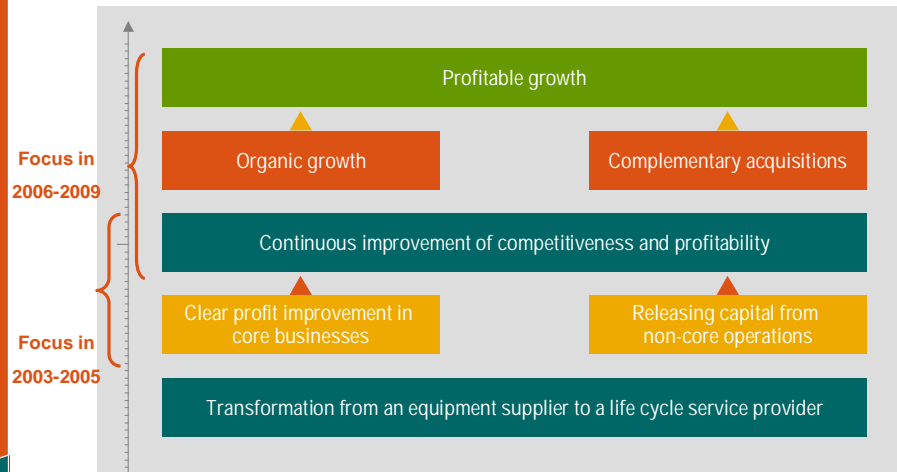 Profitable growth
Focus in
2006-2009
Organic growth
Complementary acquisitions
Continuous improvement of competitiveness and profitability
Focus in
2003-2005
Clear profit improvement in
core businesses
Releasing capital from
non-core operations
Transformation from an equipment supplier to a life cycle service provider